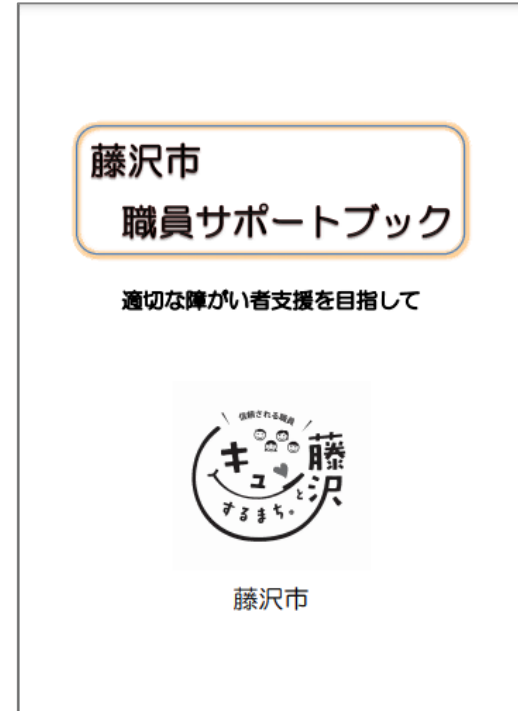 藤沢市
職員サポートブック
適切な障がい者支援を目指して
信頼される職員
キュ
と
するまち。
藤沢
藤沢市